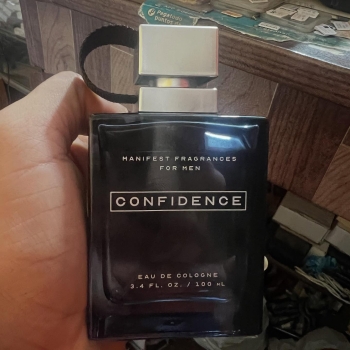 MANIFEST FRAGRANCES
FOR MEN
CONFIDENCE
EAU DE COLOGNE
3.4 FL. OZ. / 100 ML